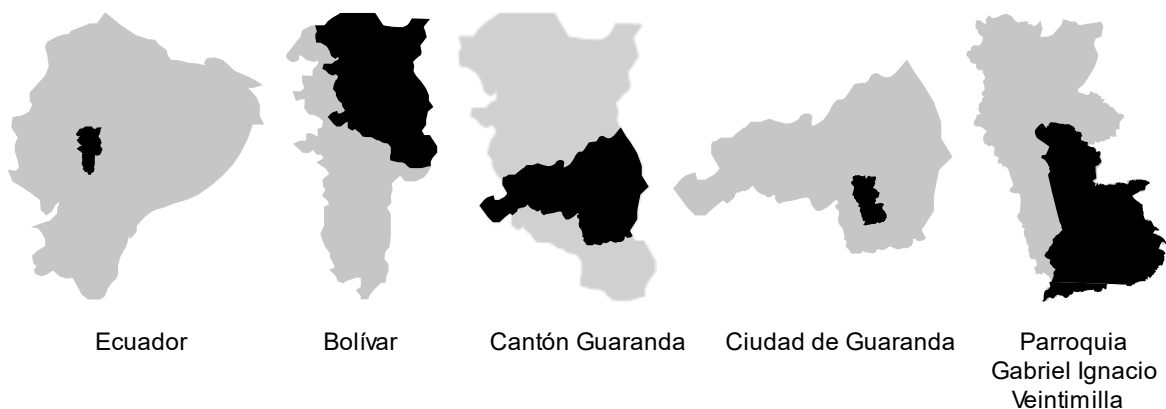 Ecuador
Bolívar
Cantón Guaranda
Ciudad de Guaranda
Parroquia
Gabriel Ignacio
Veintimilla